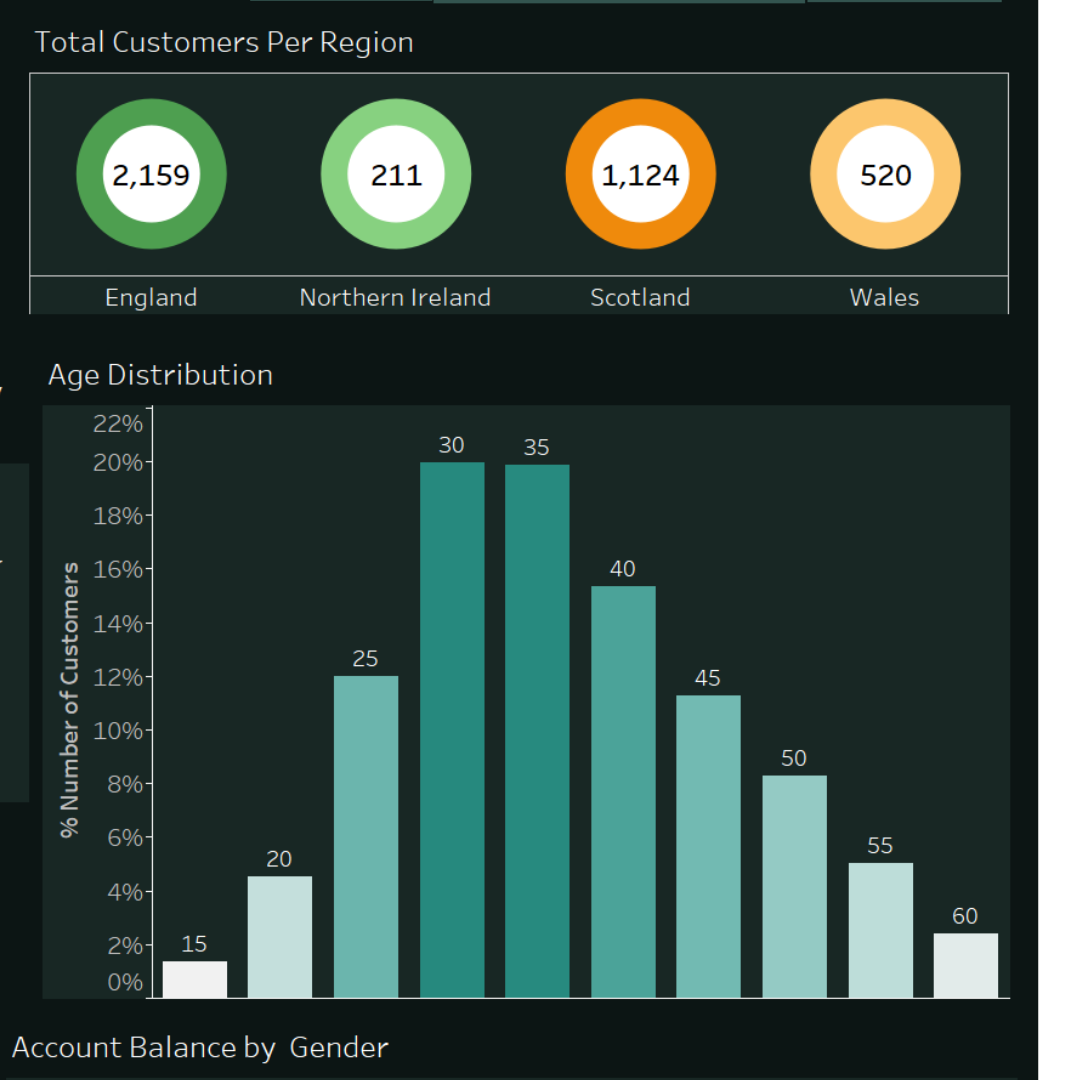 Total Customers Per Region
2,159 211 1,124 520
England Northern Ireland Scotland Wales
Age Distribution
% Number of Customers
22%
20%
18%
16%
14%
12%
10%
8%
6%
4%
2%
0%
15 20 25 30 35 40 45 50 55 60
Account Balance by Gender